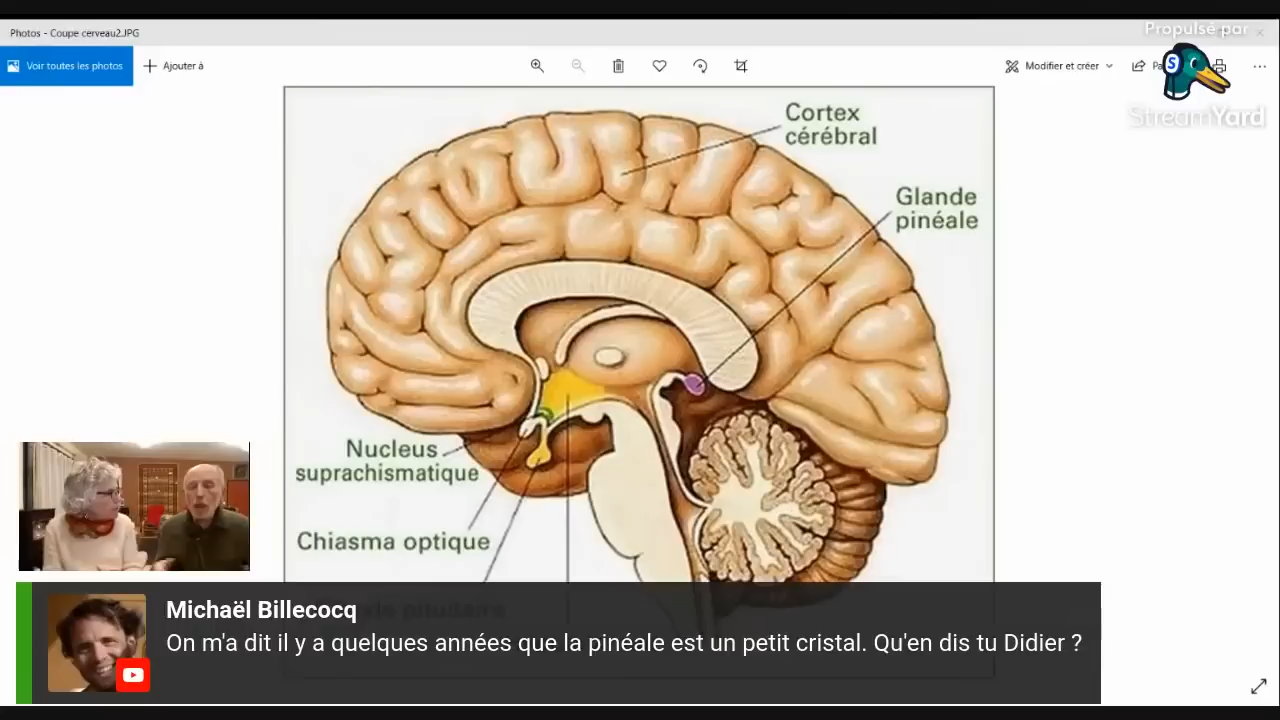 Photos - Coupe cerveau2.JPG
Propulsé par
Voir toutes les photos
Ajouter à
Modifier et créer
StreamYard
Cortex
cérébral
Glande
pinéale
Nucleus
suprachismatique
Chiasma optique
Michaël Billecocq
On m'a dit il y a quelques années que la pinéale est un petit cristal. Qu'en dis tu Didier ?